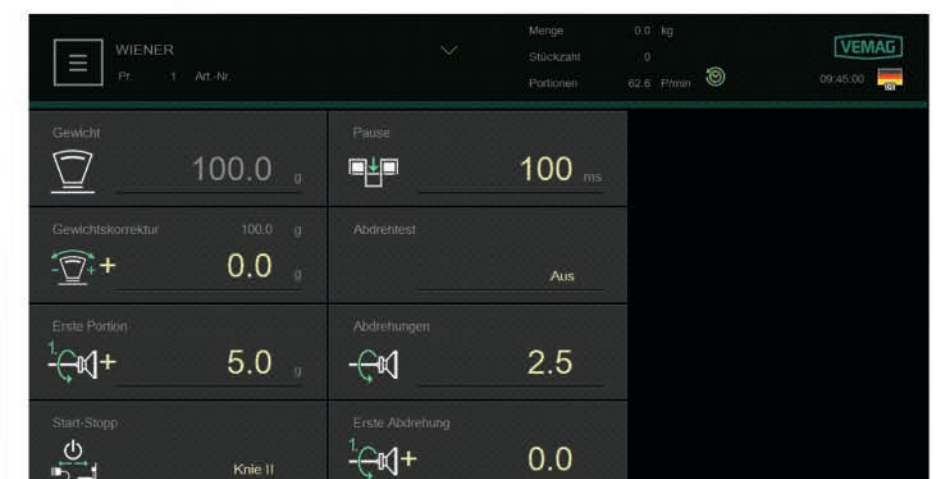 WIENER
Pr. 1 Art.-Nr.
Menge 0.0 kg
Stückzahl 0
Portionen 62.6 P/min
VEMAG
09:45:00
Gewicht
100.0 g
Pause
100 ms
Gewichtskorrektur 100.0 g
+ 0.0 g
Abdrehtest
Aus
Erste Portion
1. + 5.0 g
Abdrehungen
2.5
Start-Stopp
Knie II
Erste Abdrehung
1. + 0.0